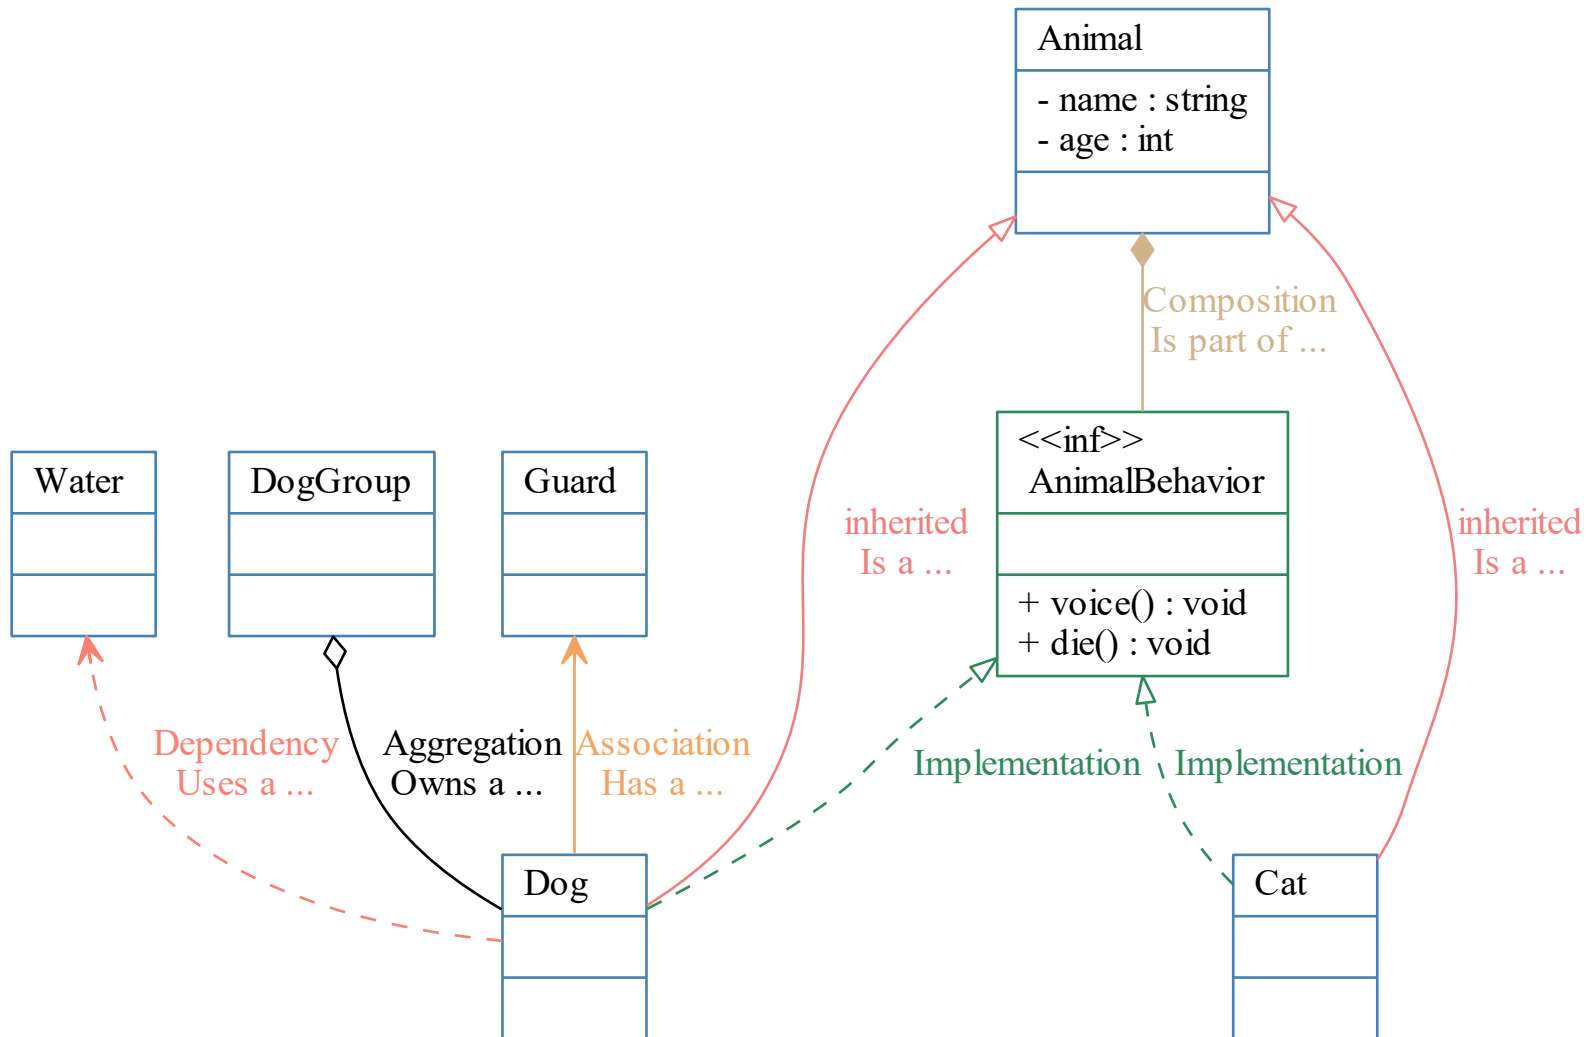 Animal
- name : string
- age : int
Composition
Is part of ...
<<inf>>
AnimalBehavior
+ voice() : void
+ die() : void
Water
DogGroup
Guard
inherited
Is a ...
inherited
Is a ...
Dependency
Uses a ...
Aggregation
Owns a ...
Association
Has a ...
Implementation
Implementation
Dog
Cat